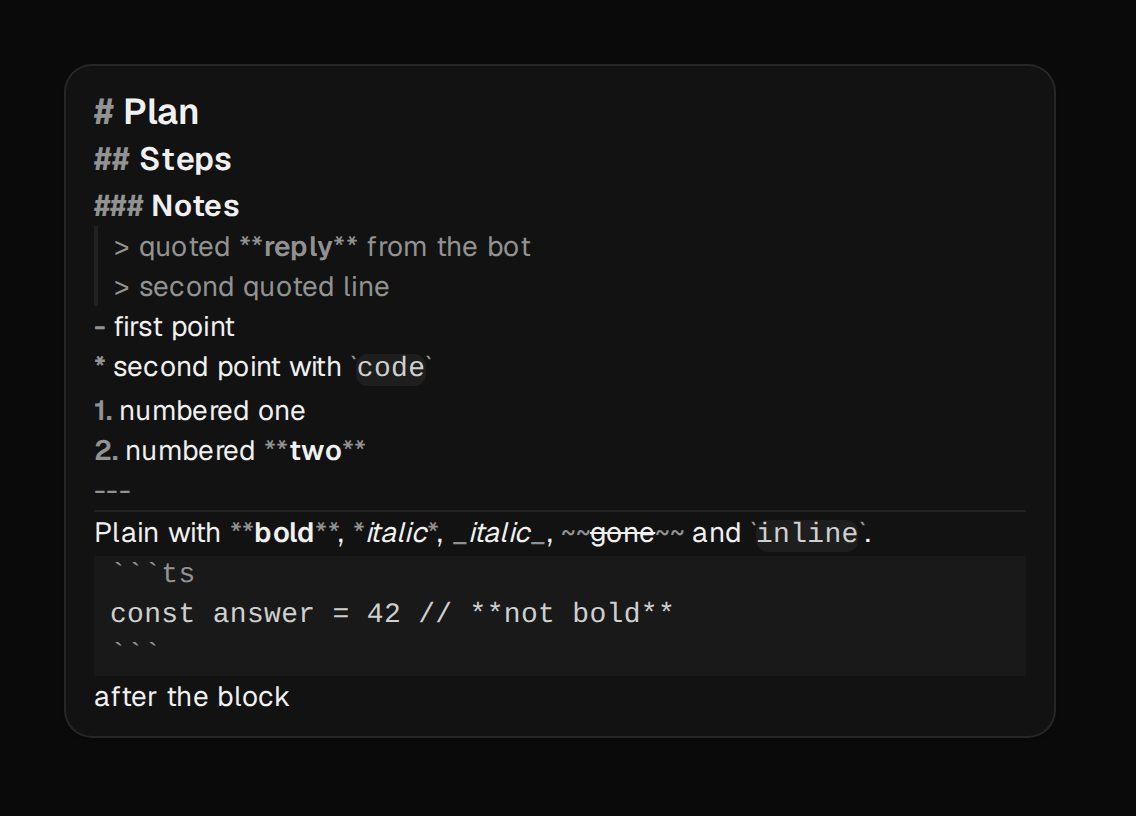 # Plan
## Steps
### Notes
> quoted **reply** from the bot
> second quoted line
- first point
* second point with `code`
1. numbered one
2. numbered **two**
---
Plain with **bold**, *italic*, _italic_, ~~gone~~ and `inline`.
```ts
const answer = 42 // **not bold**
```
after the block